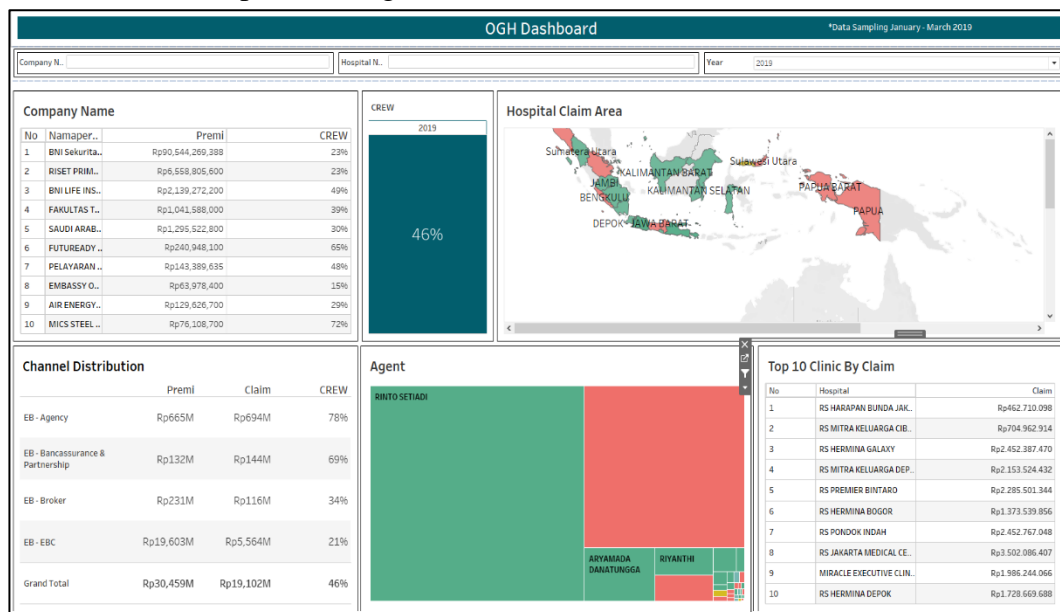 OGH Dashboard
*Data Sampling January - March 2019
Company N..
Hospital N..
Year 2019
Company Name
No Namaper.. Premi CREW
1 BNI Sekurita.. Rp90,544,269,388 23%
2 RISET PRIM.. Rp6,558,805,600 23%
3 BNI LIFE INS.. Rp2,139,272,200 49%
4 FAKULTAS T.. Rp1,041,588,000 39%
5 SAUDI ARAB.. Rp1,295,522,800 30%
6 FUTUREADY .. Rp240,948,100 65%
7 PELAYARAN .. Rp143,389,635 48%
8 EMBASSY O.. Rp63,978,400 15%
9 AIR ENERGY.. Rp129,626,700 29%
10 MICS STEEL .. Rp76,108,700 72%
CREW
2019
46%
Hospital Claim Area
Sumatera Utara
KALIMANTAN BARAT
Sulawesi Utara
JAMBI
KALIMANTAN SELATAN
PAPUA BARAT
BENGKULU
PAPUA
DEPOK - JAWA BARAT
Channel Distribution
Premi Claim CREW
EB - Agency Rp665M Rp694M 78%
EB - Bancassurance &
Partnership Rp132M Rp144M 69%
EB - Broker Rp231M Rp116M 34%
EB - EBC Rp19,603M Rp5,564M 21%
Grand Total Rp30,459M Rp19,102M 46%
Agent
RINTO SETIADI
ARYAMADA
DANATUNGGA
RIYANTHI
Top 10 Clinic By Claim
No Hospital Claim
1 RS HARAPAN BUNDA JAK.. Rp462.710.098
2 RS MITRA KELUARGA CIB.. Rp704.962.914
3 RS HERMINA GALAXY Rp2.452.387.470
4 RS MITRA KELUARGA DEP.. Rp2.153.524.432
5 RS PREMIER BINTARO Rp2.285.501.344
6 RS HERMINA BOGOR Rp1.373.539.856
7 RS PONDOK INDAH Rp2.452.767.048
8 RS JAKARTA MEDICAL CE.. Rp3.502.086.407
9 MIRACLE EXECUTIVE CLIN.. Rp1.986.244.066
10 RS HERMINA DEPOK Rp1.728.669.688